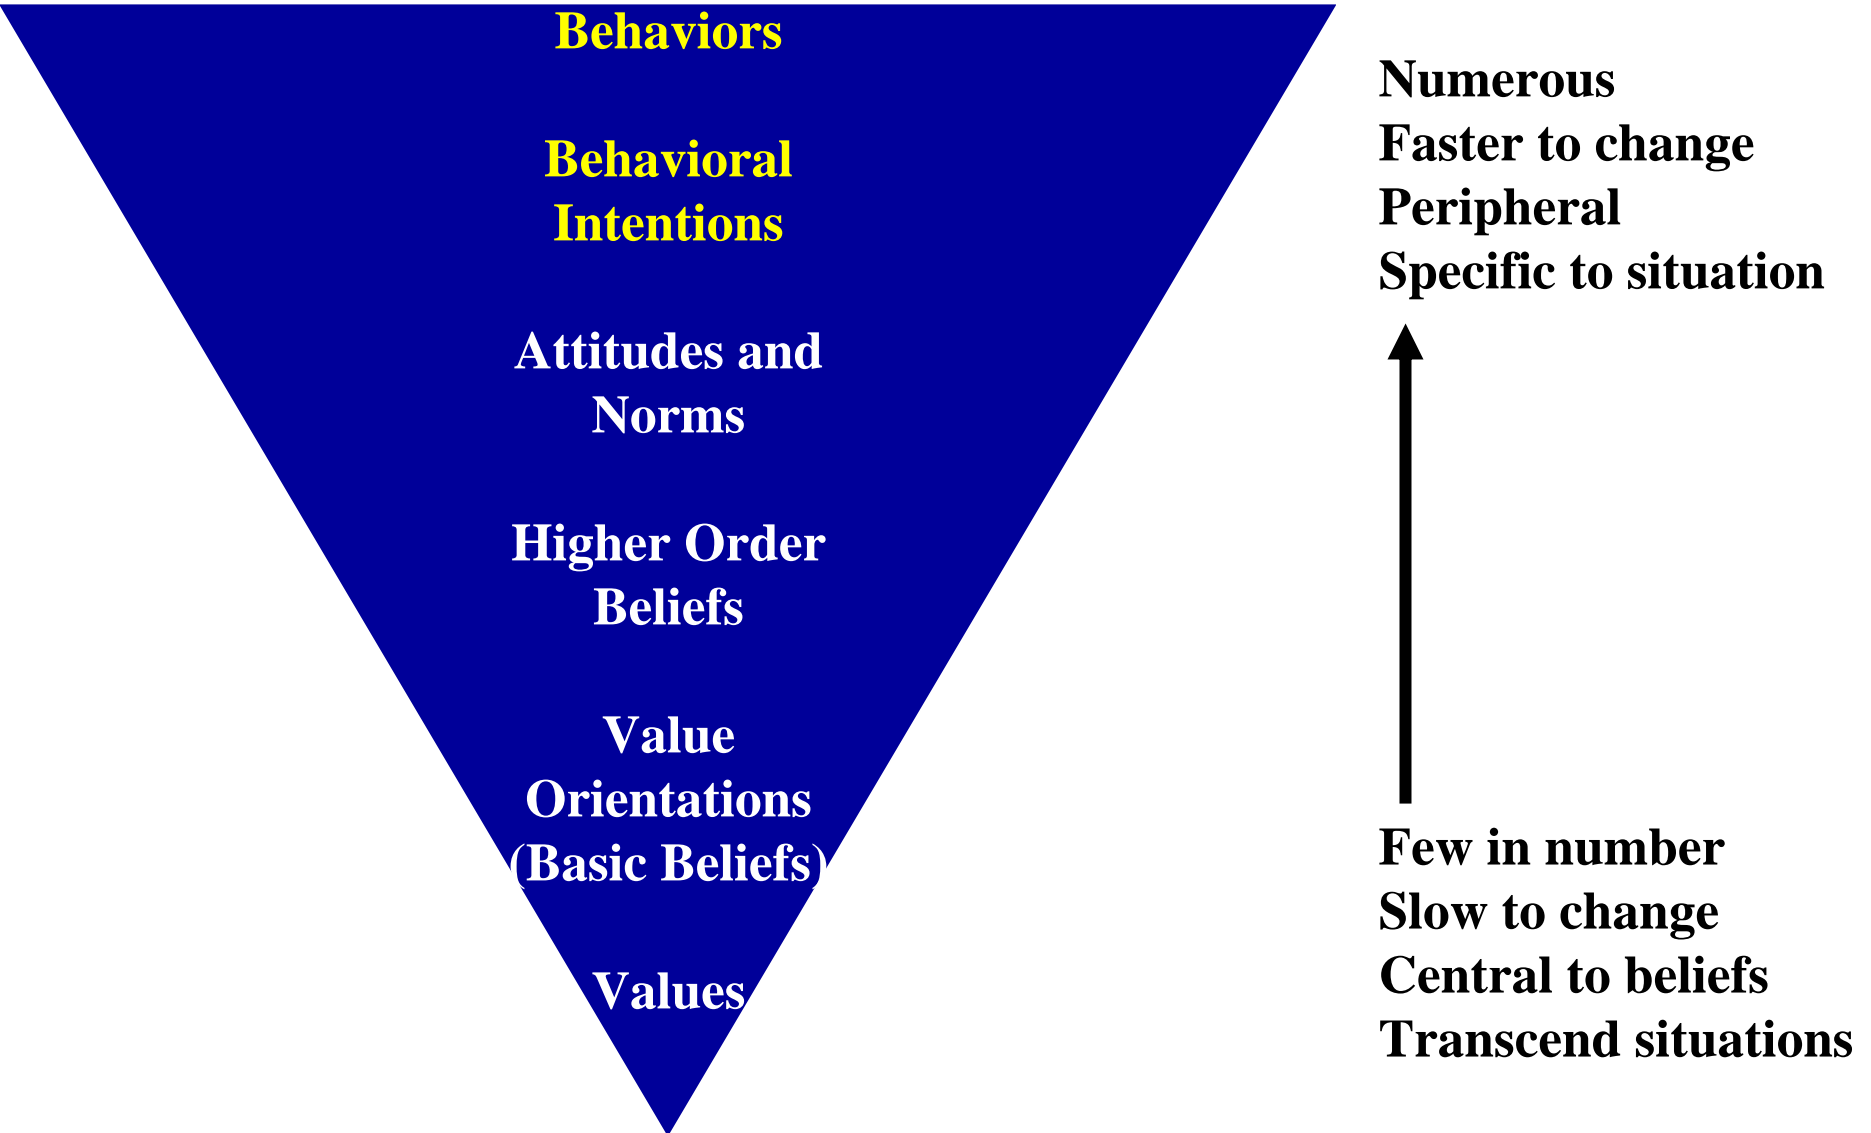 Behaviors
Behavioral
Intentions
Attitudes and
Norms
Higher Order
Beliefs
Value
Orientations
(Basic Beliefs)
Values
Numerous
Faster to change
Peripheral
Specific to situation
Few in number
Slow to change
Central to beliefs
Transcend situations